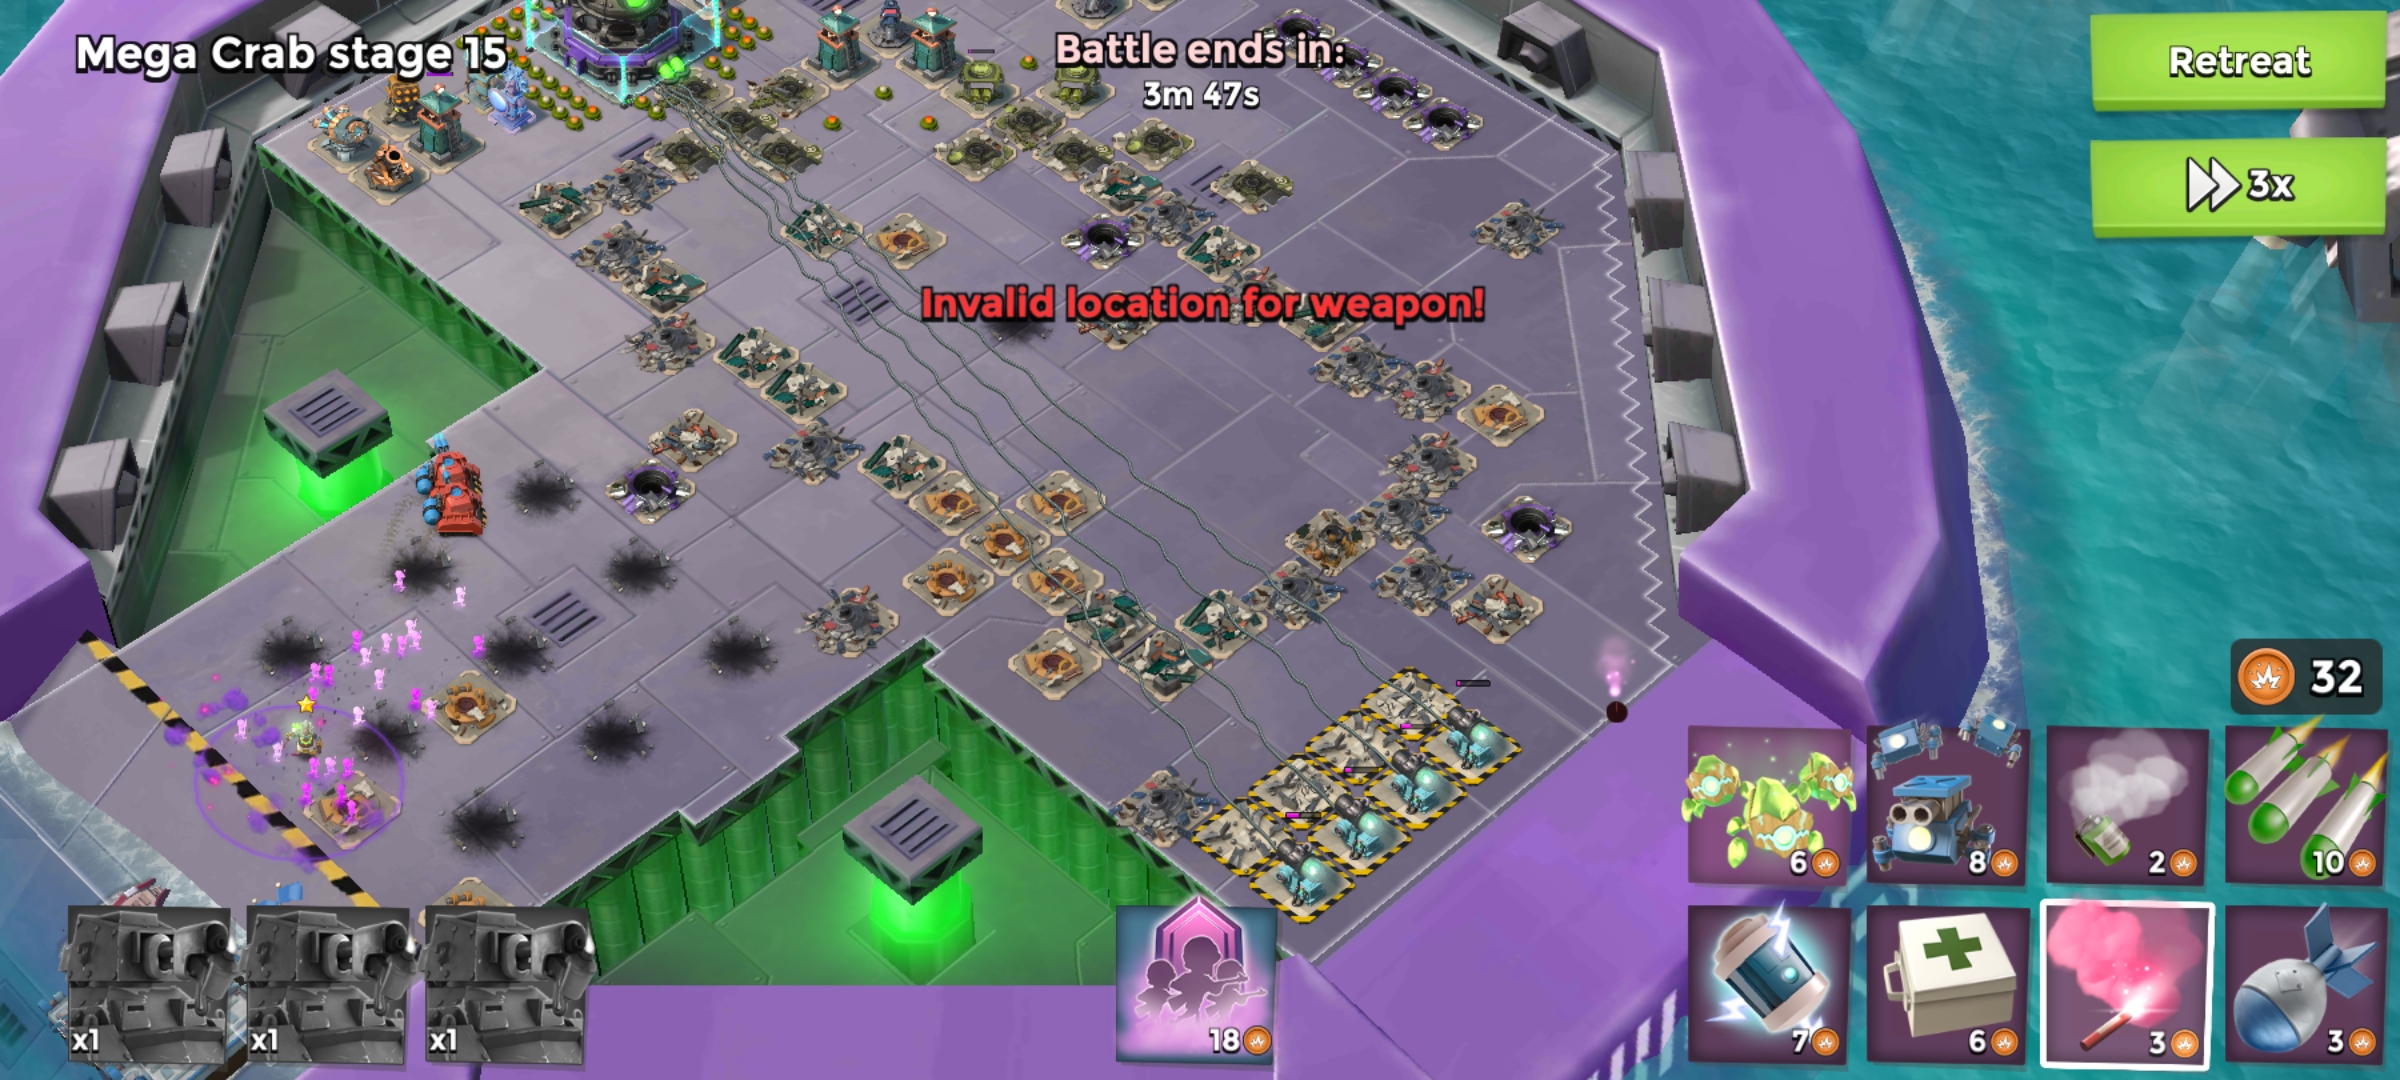 Mega Crab stage 15
Battle ends in:
3m 47s
Retreat
3x
Invalid location for weapon!
32
6
8
2
10
x1
x1
x1
18
7
6
3
3